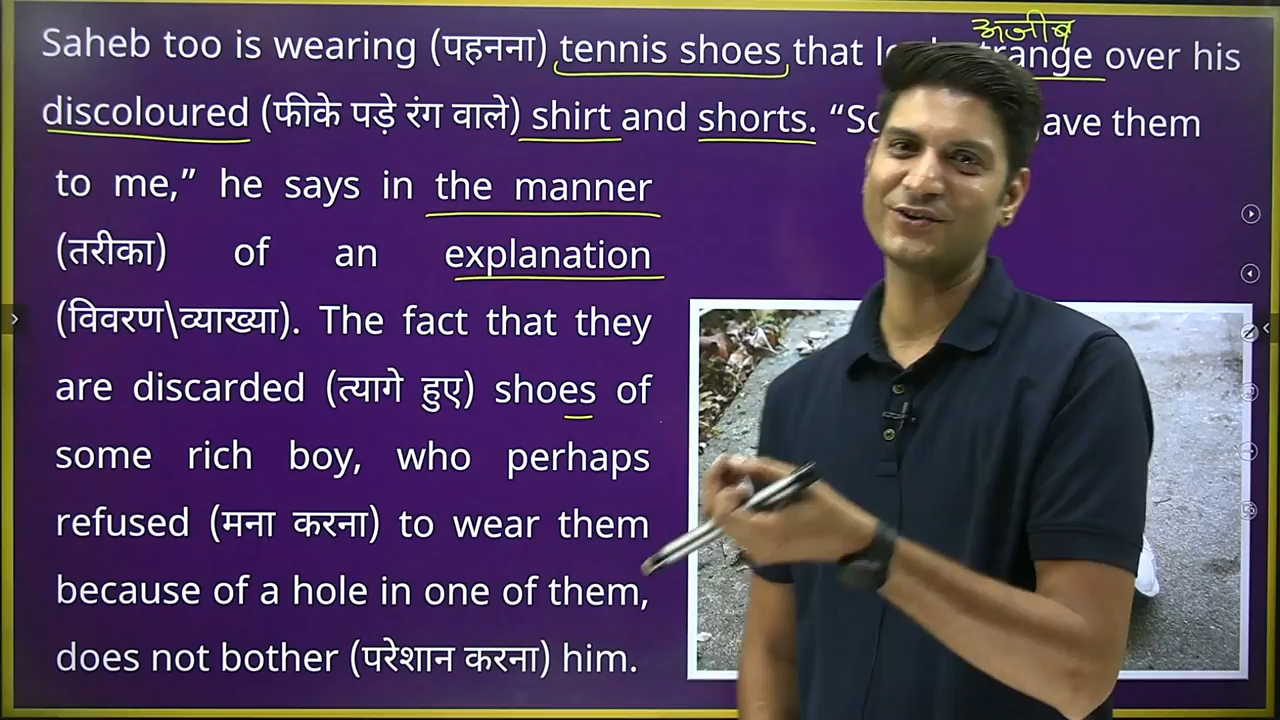 अजीब
Saheb too is wearing (पहनना) tennis shoes that over his
discoloured (फीके पड़े रंग वाले) shirt and shorts. gave them
to me,” he says in the manner
(तरीका) of an explanation
(विवरण\व्याख्या). The fact that they
are discarded (त्यागे हुए) shoes of
some rich boy, who perhaps
refused (मना करना) to wear them
because of a hole in one of them,
does not bother (परेशान करना) him.